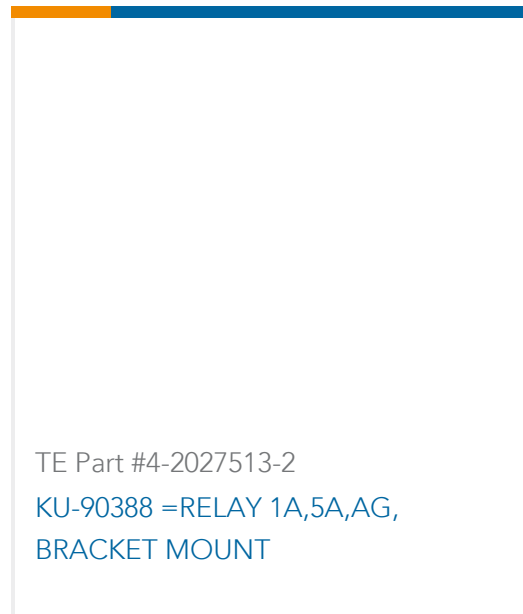 TE Part #4-2027513-2
KU-90388 =RELAY 1A,5A,AG,
BRACKET MOUNT